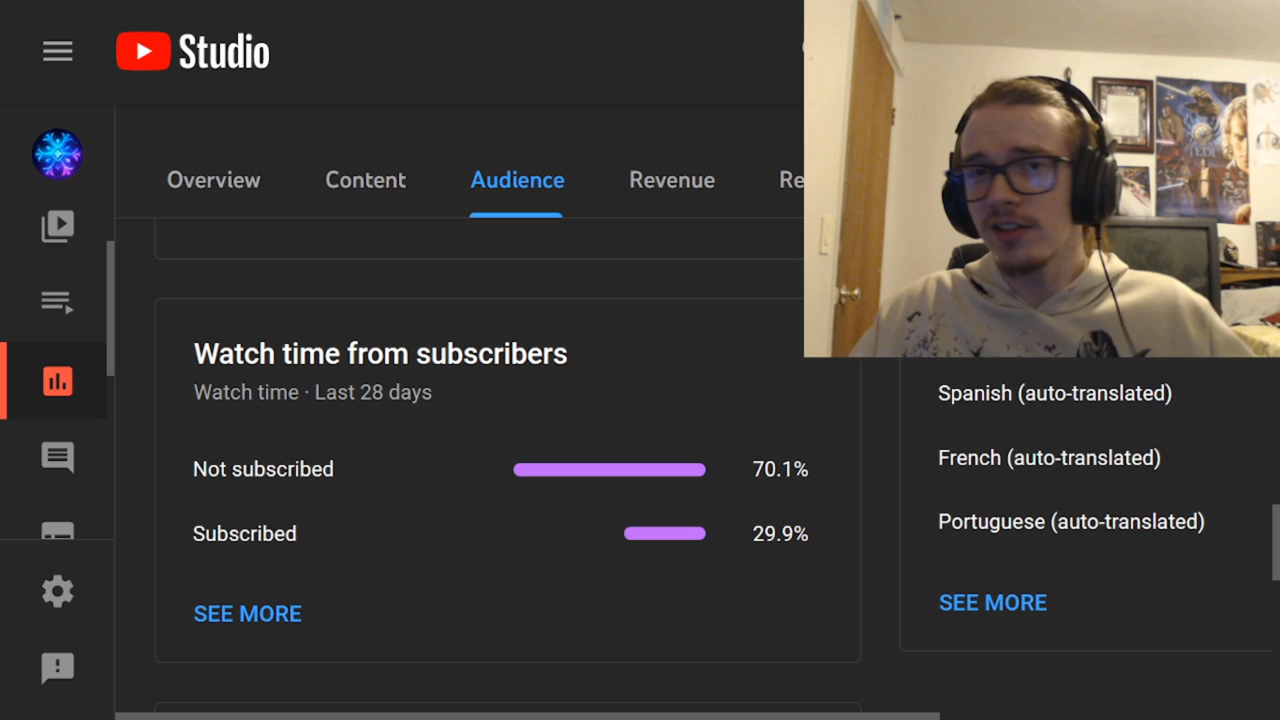 Studio
Overview
Content
Audience
Revenue
Re
Watch time from subscribers
Watch time · Last 28 days
Not subscribed 70.1%
Subscribed 29.9%
SEE MORE
Spanish (auto-translated)
French (auto-translated)
Portuguese (auto-translated)
SEE MORE
JEDI